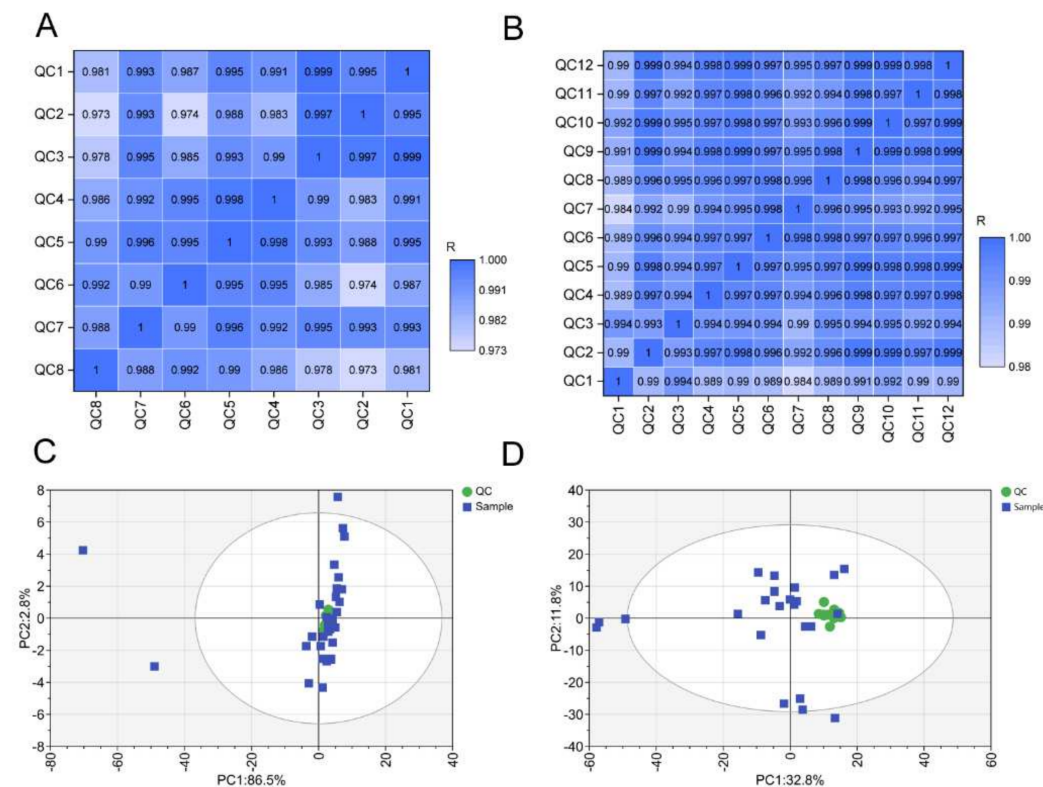 A
QC1 0.981 0.993 0.987 0.995 0.991 0.999 0.995 1
QC2 0.973 0.993 0.974 0.988 0.983 0.997 1 0.995
QC3 0.978 0.995 0.985 0.993 0.99 1 0.997 0.999
QC4 0.986 0.992 0.995 0.998 1 0.99 0.983 0.991
QC5 0.99 0.996 0.995 1 0.998 0.993 0.988 0.995
QC6 0.992 0.99 1 0.995 0.995 0.985 0.974 0.987
QC7 0.988 1 0.99 0.996 0.992 0.995 0.993 0.993
QC8 1 0.988 0.992 0.99 0.986 0.978 0.973 0.981
QC8 QC7 QC6 QC5 QC4 QC3 QC2 QC1
R
1.000
0.991
0.982
0.973
B
QC12 0.99 0.999 0.994 0.998 0.999 0.997 0.995 0.997 0.999 0.999 0.998 1
QC11 0.99 0.997 0.992 0.997 0.998 0.996 0.992 0.994 0.998 0.997 1 0.998
QC10 0.992 0.999 0.995 0.997 0.998 0.997 0.993 0.996 0.999 1 0.997 0.999
QC9 0.991 0.999 0.994 0.998 0.999 0.997 0.995 0.998 1 0.999 0.998 0.999
QC8 0.989 0.996 0.995 0.996 0.997 0.998 0.996 1 0.998 0.996 0.994 0.997
QC7 0.984 0.992 0.99 0.994 0.995 0.998 1 0.996 0.995 0.993 0.992 0.995
QC6 0.989 0.996 0.994 0.997 0.997 1 0.998 0.998 0.997 0.997 0.996 0.997
QC5 0.99 0.998 0.994 0.997 1 0.997 0.995 0.997 0.999 0.998 0.998 0.999
QC4 0.989 0.997 0.994 1 0.997 0.997 0.994 0.996 0.998 0.997 0.997 0.998
QC3 0.994 0.993 1 0.994 0.994 0.994 0.99 0.995 0.994 0.995 0.992 0.994
QC2 0.99 1 0.993 0.997 0.998 0.996 0.992 0.996 0.999 0.999 0.997 0.999
QC1 1 0.99 0.994 0.989 0.99 0.989 0.984 0.989 0.991 0.992 0.99 0.99
QC1 QC2 QC3 QC4 QC5 QC6 QC7 QC8 QC9 QC10 QC11 QC12
R
1.00
0.99
0.99
0.98
C
8
6
4
2
0
-2
-4
-6
-8
PC2:2.8%
-80 -60 -40 -20 0 20 40
PC1:86.5%
QC
Sample
D
40
30
20
10
0
-10
-20
-30
-40
PC2:11.8%
-60 -40 -20 0 20 40 60
PC1:32.8%
QC
Sample